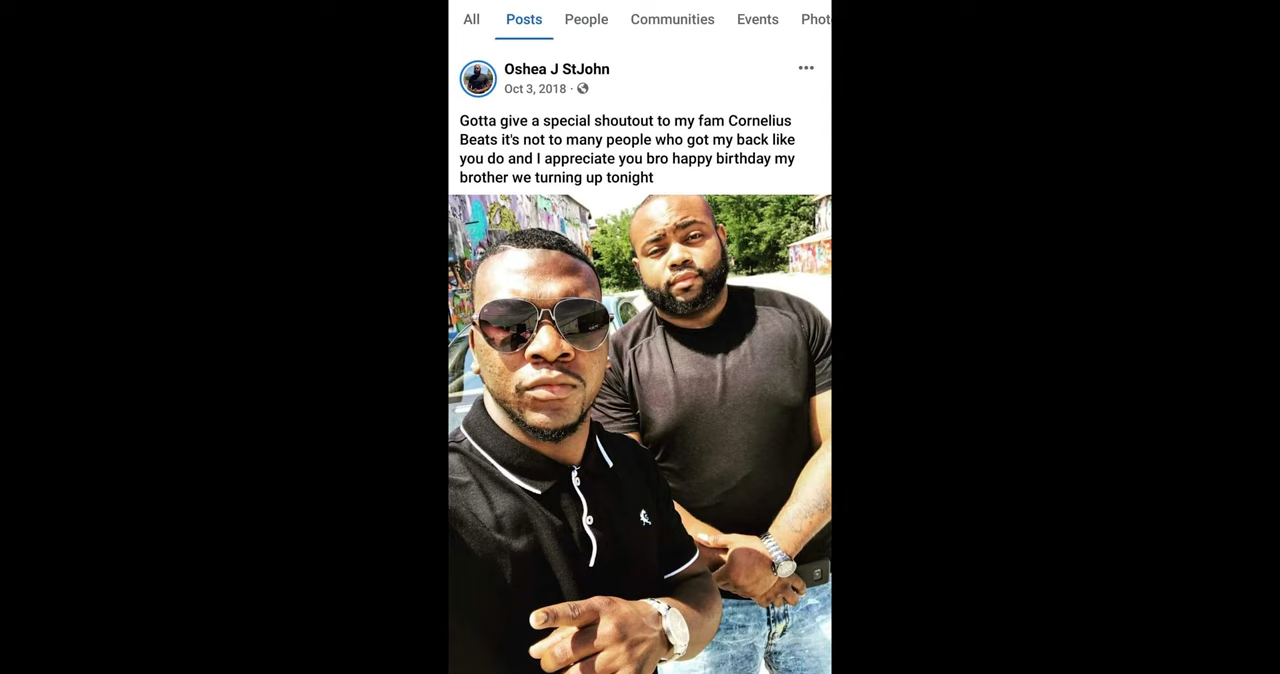 All Posts People Communities Events Phot
Oshea J StJohn
Oct 3, 2018 ·
Gotta give a special shoutout to my fam Cornelius
Beats it's not to many people who got my back like
you do and I appreciate you bro happy birthday my
brother we turning up tonight